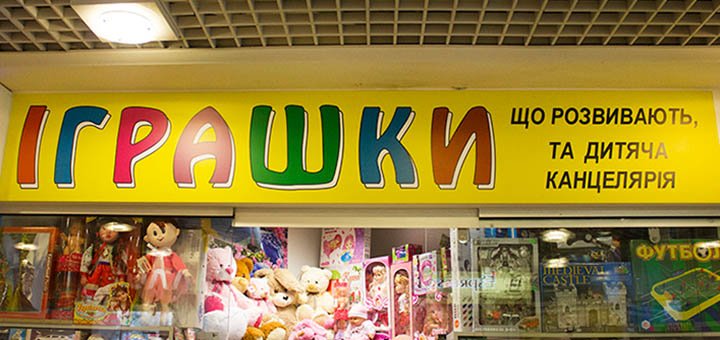 ІГРАШКИ
ЩО РОЗВИВАЮТЬ,
ТА ДИТЯЧА
КАНЦЕЛЯРІЯ
MEDIEVAL
CASTLE
ФУТБОЛ